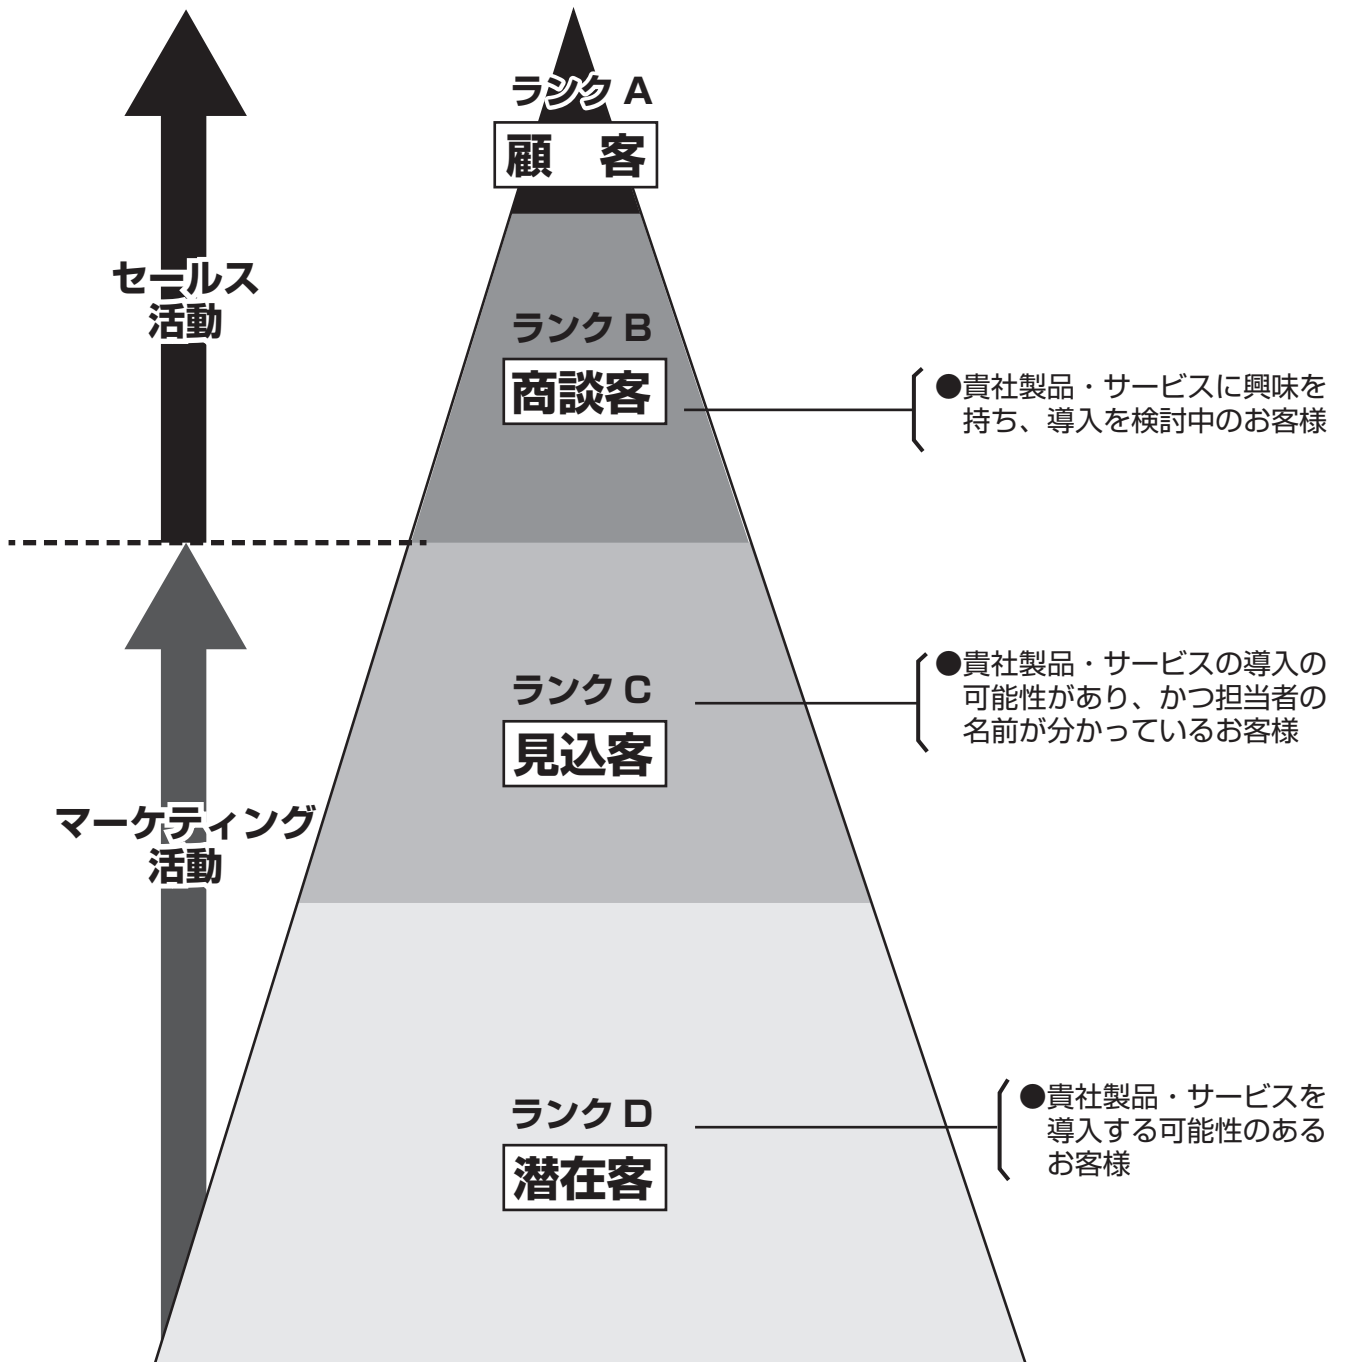 ランク A
顧　客
セールス
活動
ランク B
商談客
●貴社製品・サービスに興味を
持ち、導入を検討中のお客様
ランク C
見込客
●貴社製品・サービスの導入の
可能性があり、かつ担当者の
名前が分かっているお客様
マーケティング
活動
ランク D
潜在客
●貴社製品・サービスを
導入する可能性のある
お客様